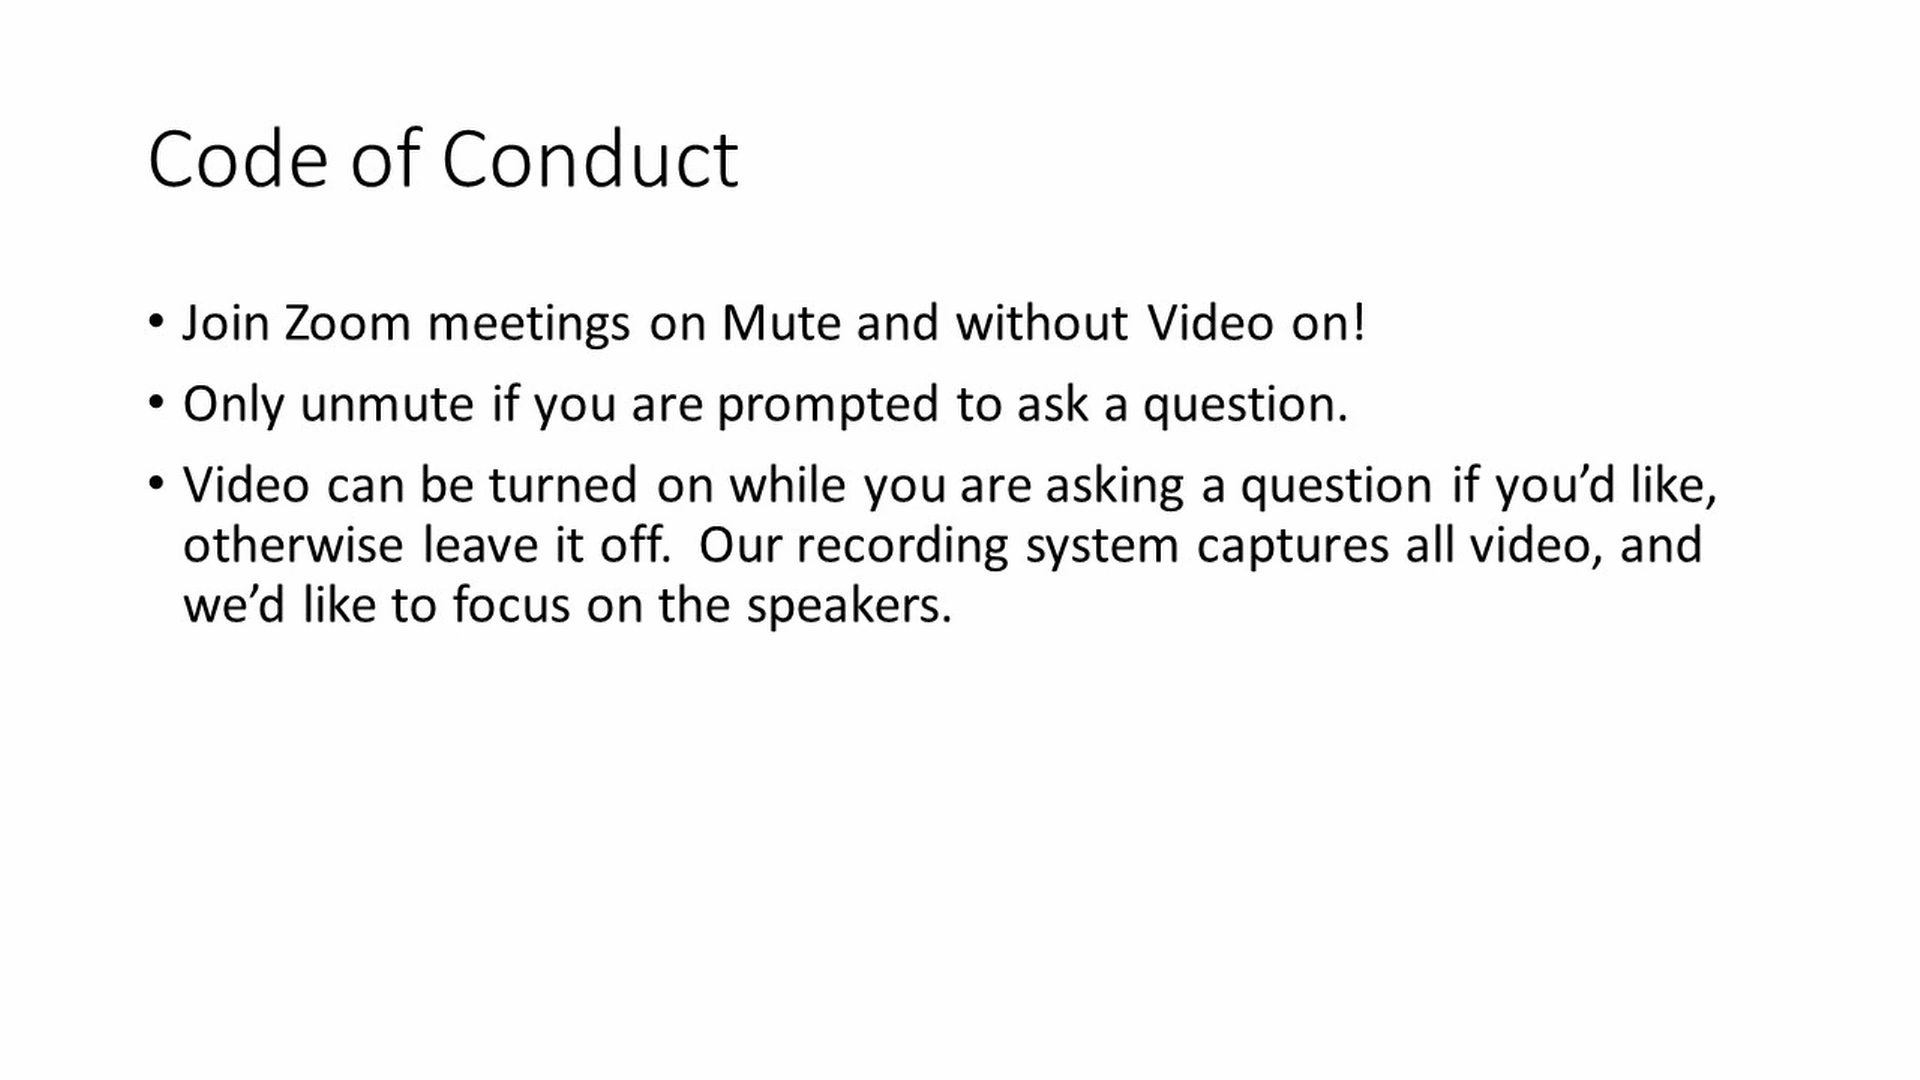 Code of Conduct
• Join Zoom meetings on Mute and without Video on!
• Only unmute if you are prompted to ask a question.
• Video can be turned on while you are asking a question if you’d like,
otherwise leave it off.  Our recording system captures all video, and
we’d like to focus on the speakers.